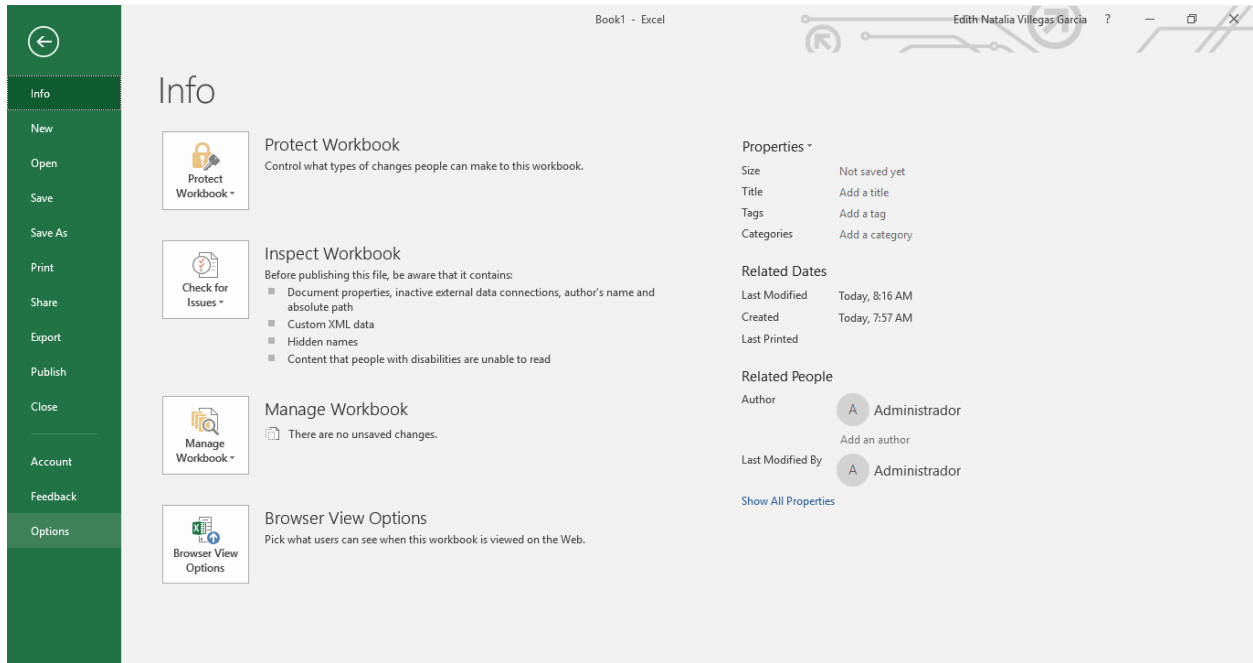 Book1 - Excel
Edith Natalia Villegas Garcia ?
Info
New
Open
Save
Save As
Print
Share
Export
Publish
Close
Account
Feedback
Options
Info
Protect
Workbook
Protect Workbook
Control what types of changes people can make to this workbook.
Check for
Issues
Inspect Workbook
Before publishing this file, be aware that it contains:
Document properties, inactive external data connections, author's name and
absolute path
Custom XML data
Hidden names
Content that people with disabilities are unable to read
Manage
Workbook
Manage Workbook
There are no unsaved changes.
Browser View
Options
Browser View Options
Pick what users can see when this workbook is viewed on the Web.
Properties
Size Not saved yet
Title Add a title
Tags Add a tag
Categories Add a category
Related Dates
Last Modified Today, 8:16 AM
Created Today, 7:57 AM
Last Printed
Related People
Author A Administrador
Add an author
Last Modified By A Administrador
Show All Properties